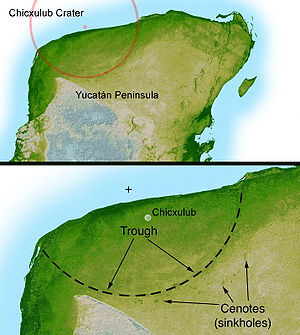 Chicxulub Crater
Yucatán Peninsula
Chicxulub
Trough
Cenotes
(sinkholes)